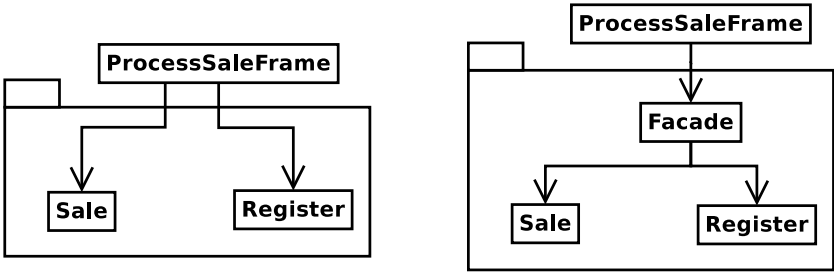 ProcessSaleFrame
Sale
Register
ProcessSaleFrame
Facade
Sale
Register